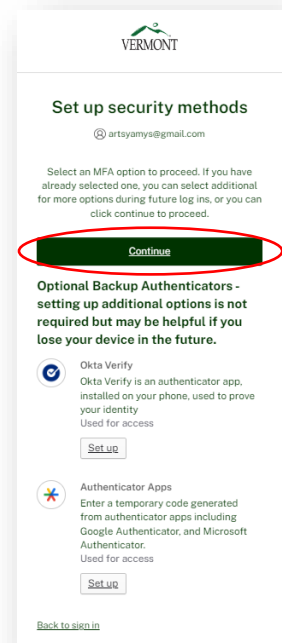 VERMONT
Set up security methods
artsyamys@gmail.com
Select an MFA option to proceed. If you have
already selected one, you can select additional
for more options during future log ins, or you can
click continue to proceed.
Continue
Optional Backup Authenticators -
setting up additional options is not
required but may be helpful if you
lose your device in the future.
Okta Verify
Okta Verify is an authenticator app,
installed on your phone, used to prove
your identity
Used for access
Set up
Authenticator Apps
Enter a temporary code generated
from authenticator apps including
Google Authenticator, and Microsoft
Authenticator.
Used for access
Set up
Back to sign in